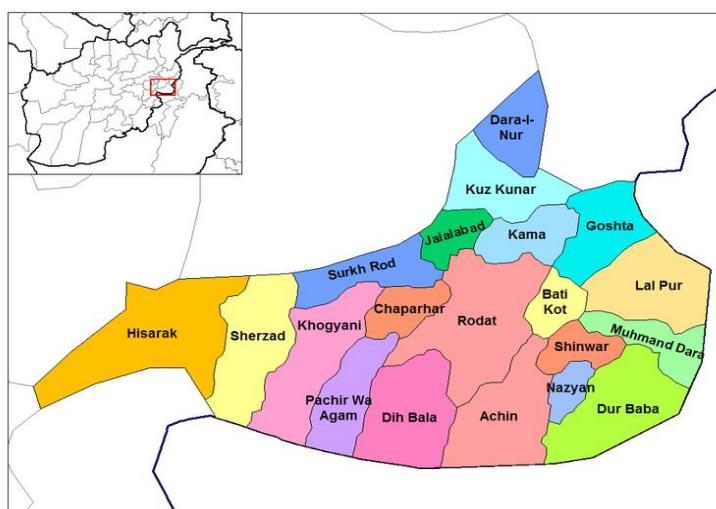 Dara-I-
Nur
Kuz Kunar
Jalalabad
Kama
Goshta
Surkh Rod
Lal Pur
Hisarak
Sherzad
Khogyani
Chaparhar
Rodat
Bati
Kot
Muhmand Dara
Shinwar
Nazyan
Pachir Wa
Agam
Dih Bala
Achin
Dur Baba